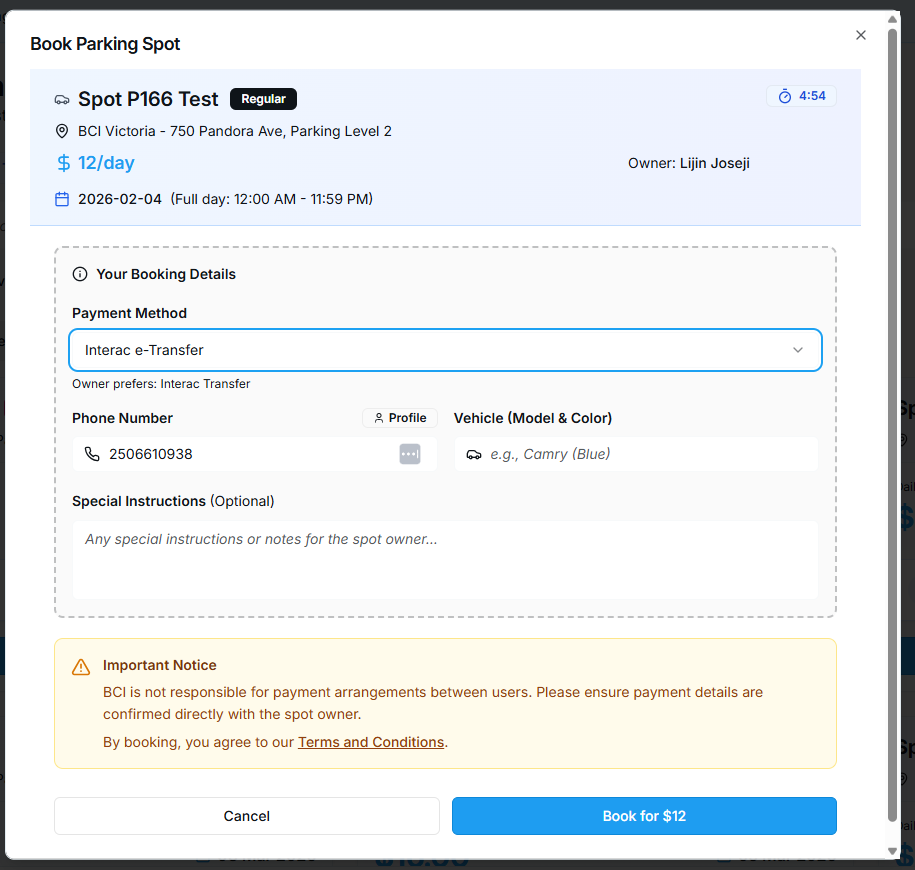 Book Parking Spot
Spot P166 Test Regular 4:54
BCI Victoria - 750 Pandora Ave, Parking Level 2
$ 12/day
Owner: Lijin Joseji
2026-02-04 (Full day: 12:00 AM - 11:59 PM)
Your Booking Details
Payment Method
Interac e-Transfer
Owner prefers: Interac Transfer
Phone Number Profile Vehicle (Model & Color)
2506610938 e.g., Camry (Blue)
Special Instructions (Optional)
Any special instructions or notes for the spot owner...
Important Notice
BCI is not responsible for payment arrangements between users. Please ensure payment details are
confirmed directly with the spot owner.
By booking, you agree to our Terms and Conditions.
Cancel Book for $12